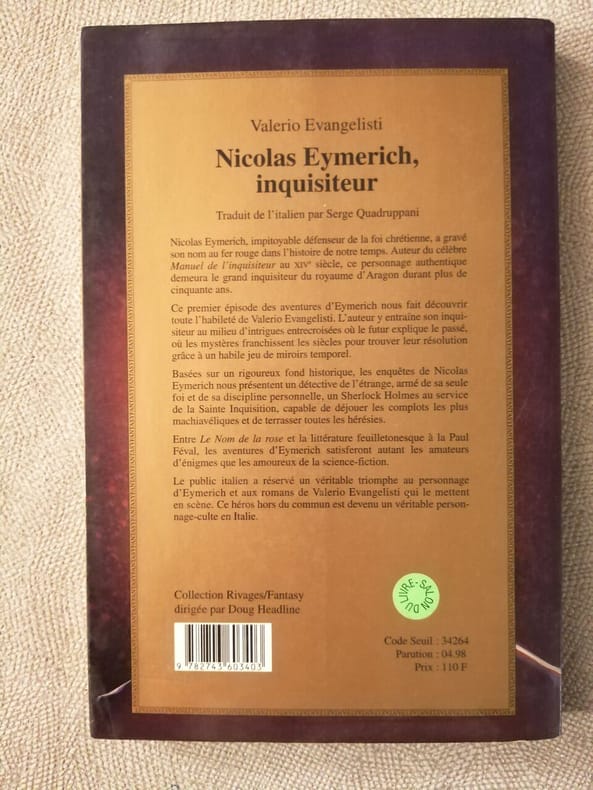 Valerio Evangelisti
Nicolas Eymerich,
inquisiteur
Traduit de l'italien par Serge Quadruppani
Nicolas Eymerich, impitoyable défenseur de la foi chrétienne, a gravé
son nom au fer rouge dans l'histoire de notre temps. Auteur du célèbre
Manuel de l'inquisiteur au XIVe siècle, ce personnage authentique
demeura le grand inquisiteur du royaume d'Aragon durant plus de
cinquante ans.
Ce premier épisode des aventures d'Eymerich nous fait découvrir
toute l'habileté de Valerio Evangelisti. L'auteur y entraîne son inqui-
siteur au milieu d'intrigues entrecroisées où le futur explique le passé,
où les mystères franchissent les siècles pour trouver leur résolution
grâce à un habile jeu de miroirs temporel.
Basées sur un rigoureux fond historique, les enquêtes de Nicolas
Eymerich nous présentent un détective de l'étrange, armé de sa seule
foi et de sa discipline personnelle, un Sherlock Holmes au service
de la Sainte Inquisition, capable de déjouer les complots les plus
machiavéliques et de terrasser toutes les hérésies.
Entre Le Nom de la rose et la littérature feuilletonesque à la Paul
Féval, les aventures d'Eymerich satisferont autant les amateurs
d'énigmes que les amoureux de la science-fiction.
Le public italien a réservé un véritable triomphe au personnage
d'Eymerich et aux romans de Valerio Evangelisti qui le mettent
en scène. Ce héros hors du commun est devenu un véritable person-
nage-culte en Italie.
Collection Rivages/Fantasy
dirigée par Doug Headline
9 782743 603403
SALON DU LIVRE-
Code Seuil : 34264
Parution : 04.98
Prix : 110 F